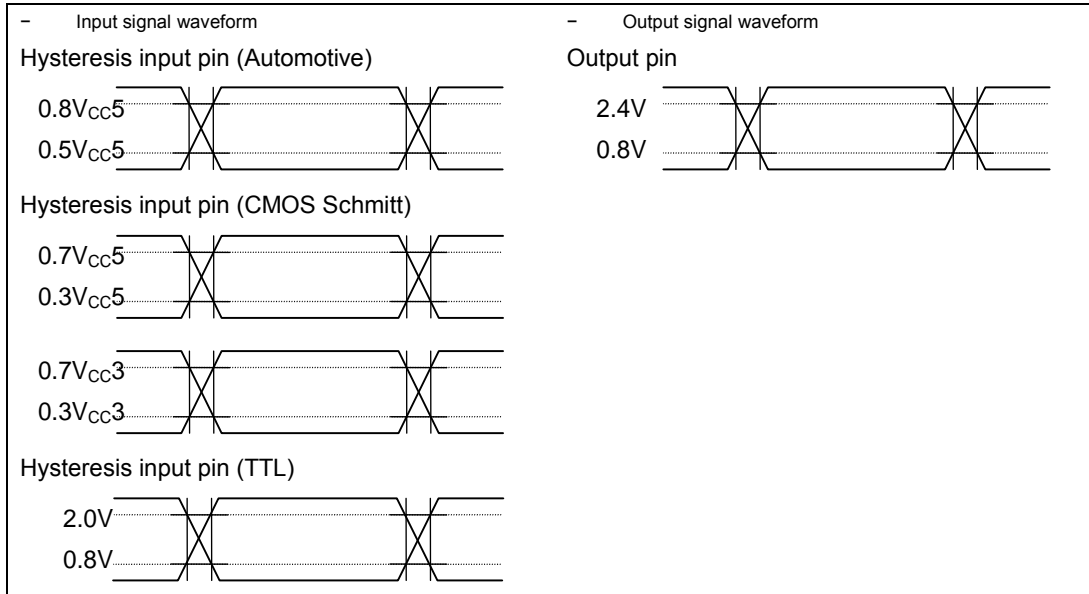 − Input signal waveform
Hysteresis input pin (Automotive)
0.8VCC5
0.5VCC5
Hysteresis input pin (CMOS Schmitt)
0.7VCC5
0.3VCC5
0.7VCC3
0.3VCC3
Hysteresis input pin (TTL)
2.0V
0.8V
− Output signal waveform
Output pin
2.4V
0.8V